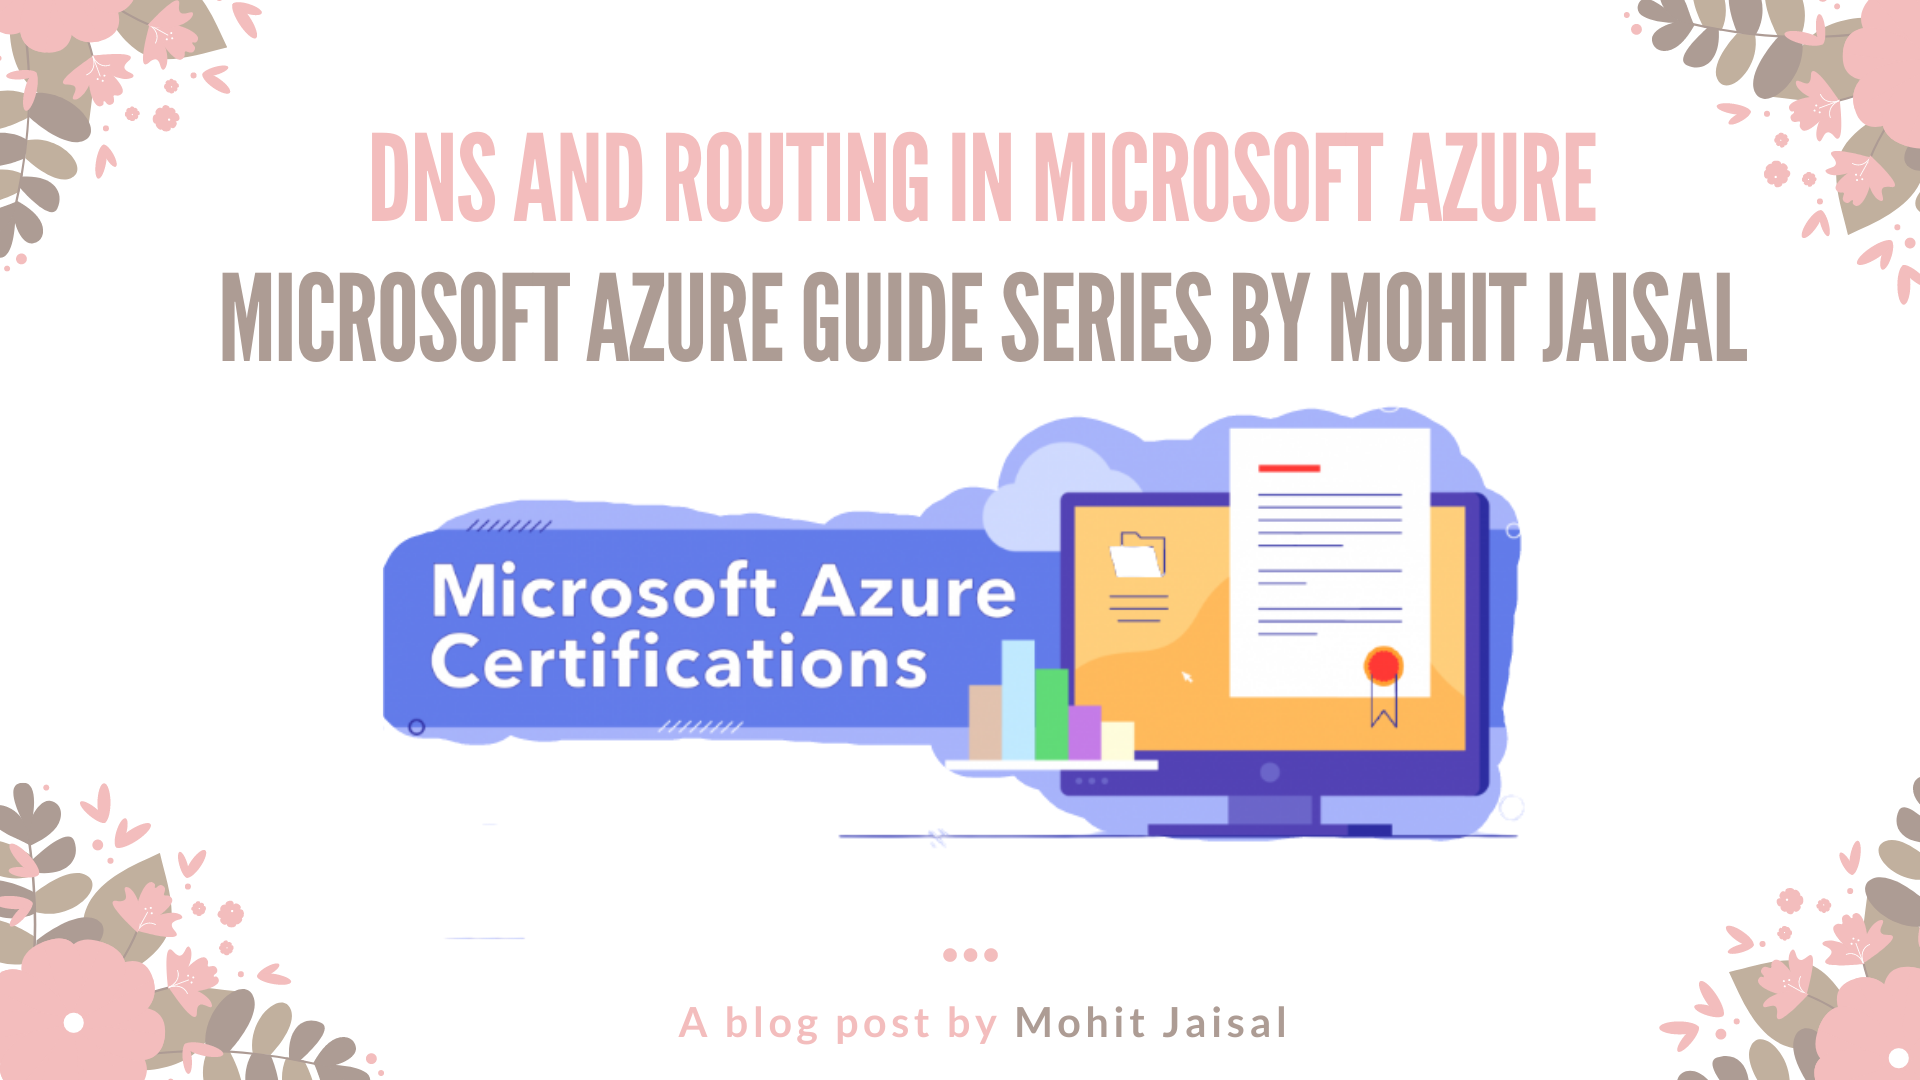 DNS AND ROUTING IN MICROSOFT AZURE
MICROSOFT AZURE GUIDE SERIES BY MOHIT JAISAL
Microsoft Azure
Certifications
A blog post by Mohit Jaisal